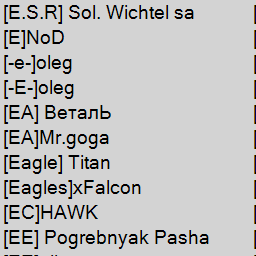 [E.S.R] Sol. Wichtel sa
[E]NoD
[-e-]oleg
[-E-]oleg
[EA] ВеталЬ
[EA]Mr.goga
[Eagle] Titan
[Eagles]xFalcon
[EC]HAWK
[EE] Pogrebnyak Pasha